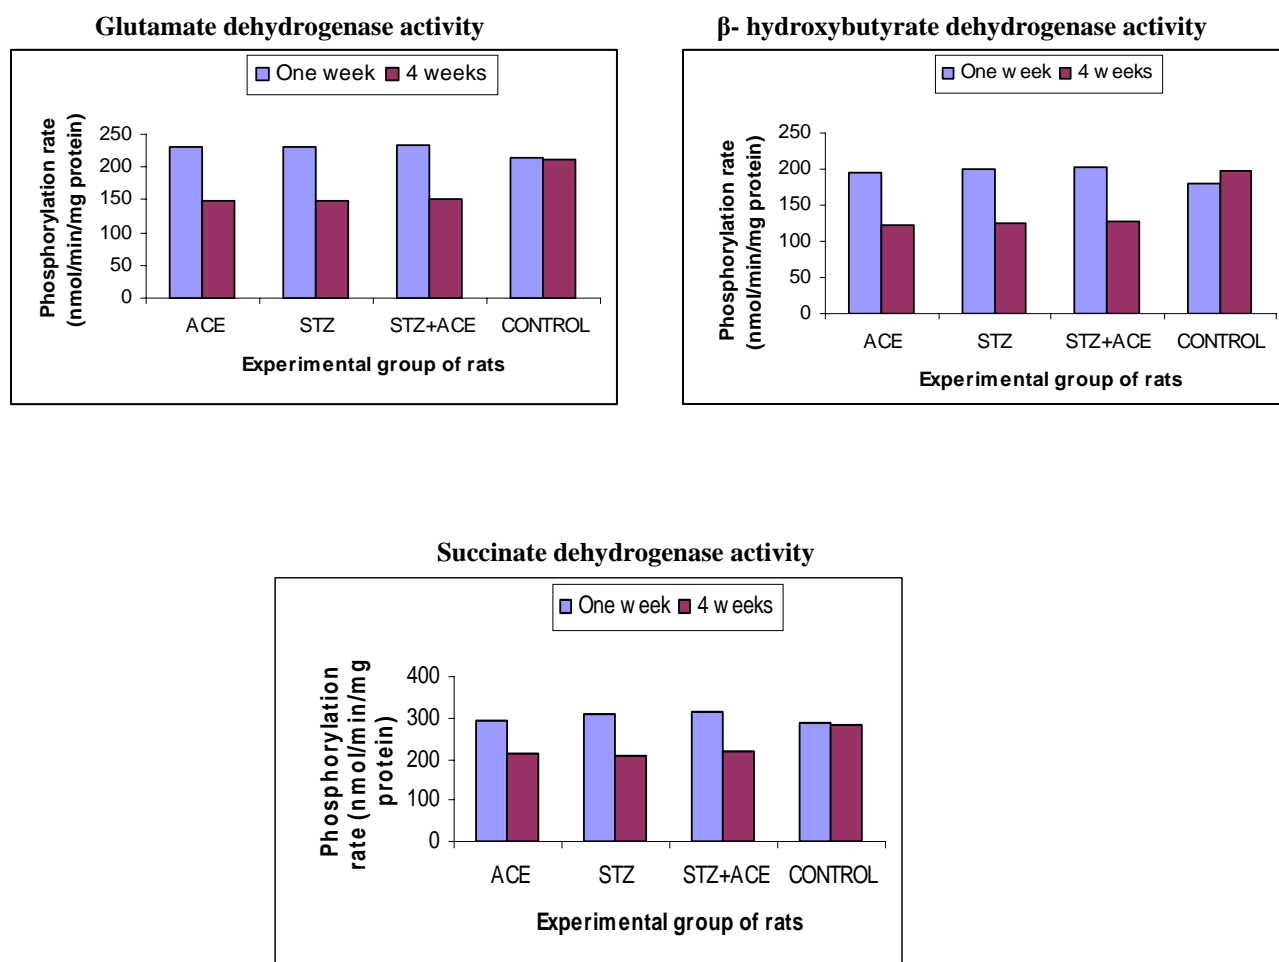 Glutamate dehydrogenase activity
One week 4 weeks
Phosphorylation rate
(nmol/min/mg protein)
250
200
150
100
50
0
ACE STZ STZ+ACE CONTROL
Experimental group of rats
β- hydroxybutyrate dehydrogenase activity
One week 4 weeks
Phosphorylation rate
(nmol/min/mg protein)
250
200
150
100
50
0
ACE STZ STZ+ACE CONTROL
Experimental group of rats
Succinate dehydrogenase activity
One week 4 weeks
Phosphorylation
rate (nmol/min/mg
protein)
400
300
200
100
0
ACE STZ STZ+ACE CONTROL
Experimental group of rats